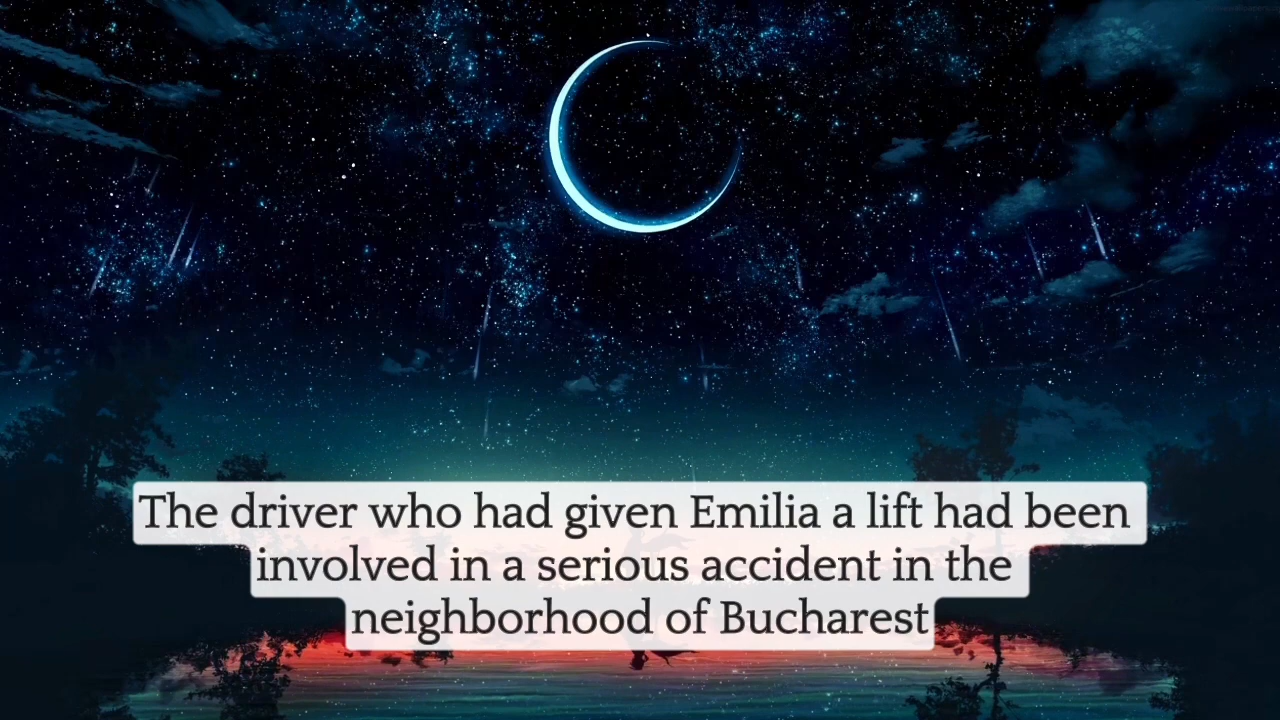 The driver who had given Emilia a lift had been
involved in a serious accident in the
neighborhood of Bucharest